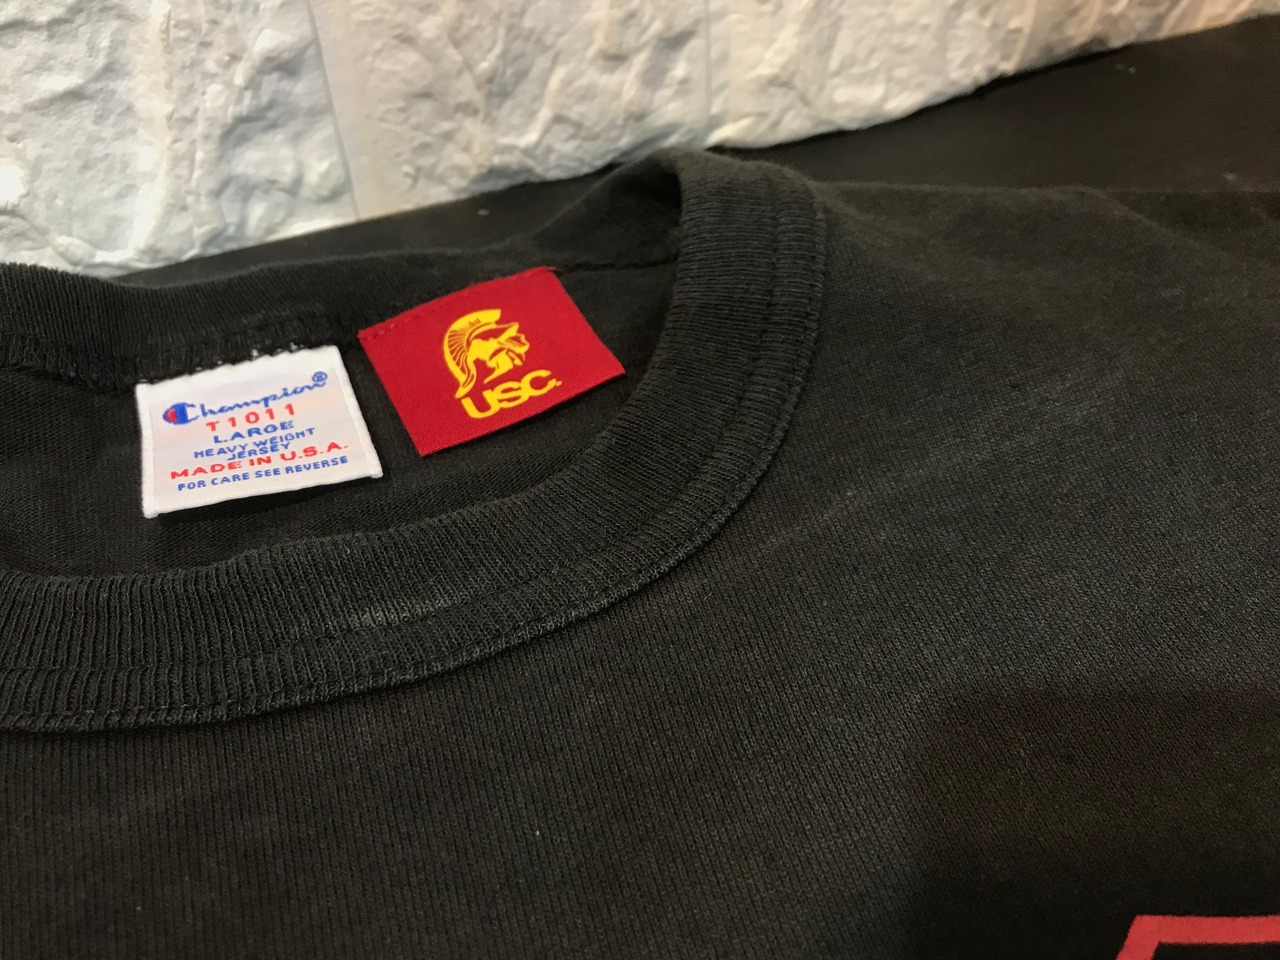 Champion®
T1011
LARGE
HEAVY WEIGHT
JERSEY
MADE IN U.S.A.
FOR CARE SEE REVERSE
USC